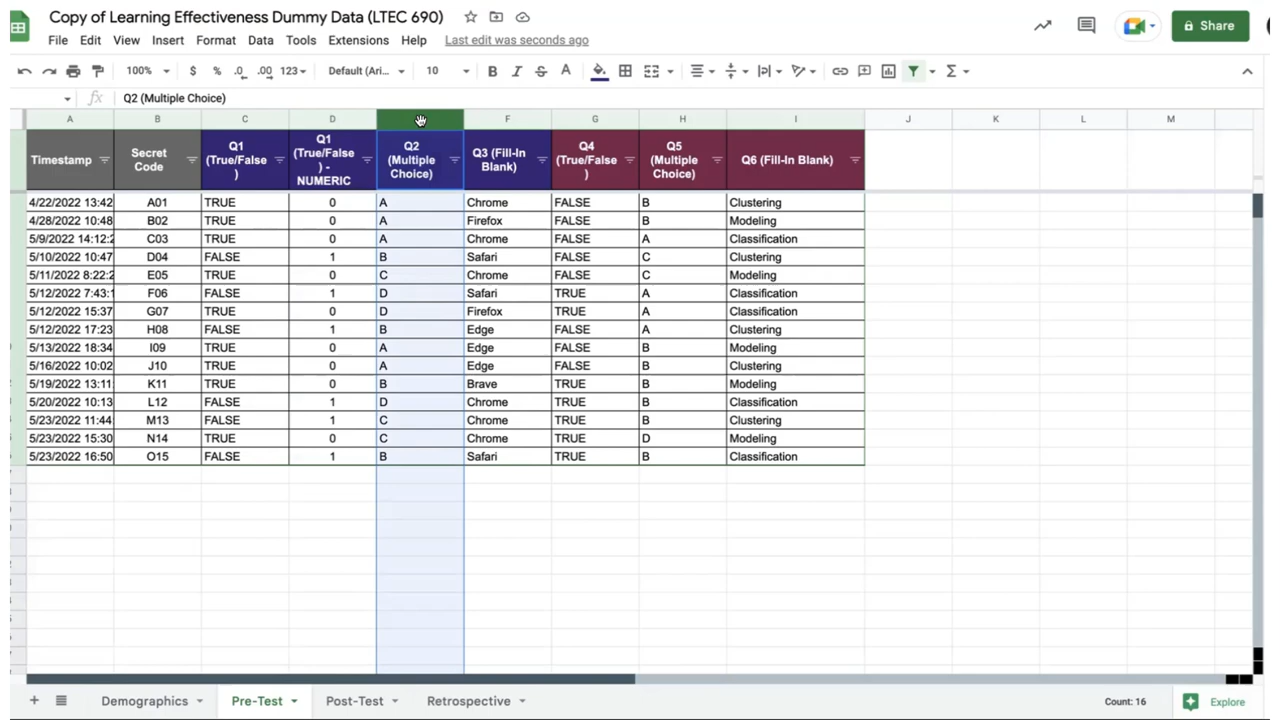 Copy of Learning Effectiveness Dummy Data (LTEC 690)
File Edit View Insert Format Data Tools Extensions Help Last edit was seconds ago
Share
100% $ % .0 .00 123 Default (Ari... 10 B I S A Σ
fx Q2 (Multiple Choice)
A B C D F G H I J K L M
Timestamp
Secret
Code
Q1
(True/False
)
Q1
(True/False
) -
NUMERIC
Q2
(Multiple
Choice)
Q3 (Fill-In
Blank)
Q4
(True/False
)
Q5
(Multiple
Choice)
Q6 (Fill-In Blank)
4/22/2022 13:42 A01 TRUE 0 A Chrome FALSE B Clustering
4/28/2022 10:48 B02 TRUE 0 A Firefox FALSE B Modeling
5/9/2022 14:12:2 C03 TRUE 0 A Chrome FALSE A Classification
5/10/2022 10:47 D04 FALSE 1 B Safari FALSE C Clustering
5/11/2022 8:22:2 E05 TRUE 0 C Chrome FALSE C Modeling
5/12/2022 7:43:1 F06 FALSE 1 D Safari TRUE A Classification
5/12/2022 15:37 G07 TRUE 0 D Firefox TRUE A Classification
5/12/2022 17:23 H08 FALSE 1 B Edge FALSE A Clustering
5/13/2022 18:34 I09 TRUE 0 A Edge FALSE B Modeling
5/16/2022 10:02 J10 TRUE 0 A Edge FALSE B Clustering
5/19/2022 13:11 K11 TRUE 0 B Brave TRUE B Modeling
5/20/2022 10:13 L12 FALSE 1 D Chrome TRUE B Classification
5/23/2022 11:44 M13 FALSE 1 C Chrome TRUE B Clustering
5/23/2022 15:30 N14 TRUE 0 C Chrome TRUE D Modeling
5/23/2022 16:50 O15 FALSE 1 B Safari TRUE B Classification
+ Demographics Pre-Test Post-Test Retrospective Count: 16 Explore